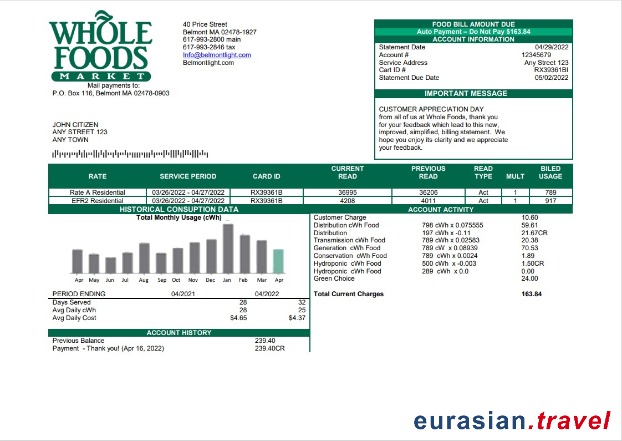 WHOLE
FOODS
MARKET
Mail payments to:
P.O. Box 116, Belmont MA 02478-0903
40 Price Street
Belmont MA 02478-1927
617-993-2800 main
617-993-2846 tax
Info@belmontlight.com
Belmontlight.com
FOOD BILL AMOUNT DUE
Auto Payment – Do Not Pay $163.84
ACCOUNT INFORMATION
Statement Date 04/29/2022
Account # 12345679
Service Address Any Street 123
Cart ID # RX39361BI
Statement Due Date 05/02/2022
IMPORTANT MESSAGE
CUSTOMER APPRECIATION DAY
from all of us at Whole Foods, thank you
for your feedback which lead to this new,
improved, simplified, billing statement. We
hope you enjoy its clarity and we appreciate
your feedback.
JOHN CITIZEN
ANY STREET 123
ANY TOWN
RATE SERVICE PERIOD CARD ID CURRENT READ PREVIOUS READ READ TYPE MULT BILED USAGE
Rate A Residential 03/26/2022 - 04/27/2022 RX39361B 36995 36206 Act 1 789
EFR2 Residential 03/26/2022 - 04/27/2022 RX39361B 4208 4011 Act 1 917
HISTORICAL CONSUPTION DATA
Total Monthly Usage (cWh)
Apr May Jun Jul Aug Sep Oct Nov Dec Jan Feb Mar Apr
PERIOD ENDING 04/2021 04/2022
Days Served 28 32
Avg Daily cWh 28 25
Avg Daily Cost $4.65 $4.37
ACCOUNT HISTORY
Previous Balance 239.40
Payment - Thank you! (Apr 16, 2022) 239.40CR
ACCOUNT ACTIVITY
Customer Charge 10.60
Distribution cWh Food 798 cWh x 0.075555 59.61
Distribution 197 cWh x -0.11 21.67CR
Transmission cWh Food 789 cWh x 0.02583 20.38
Generation cWh Food 789 cW x 0.08939 70.53
Conservation cWh Food 789 cWh x 0.0024 1.89
Hydroponic cWh Food 500 cWh x -0.003 1.50CR
Hydroponic cWh Food 289 cWh x 0.0 0.00
Green Choice 24.00
Total Current Charges 163.84
eurasian.travel